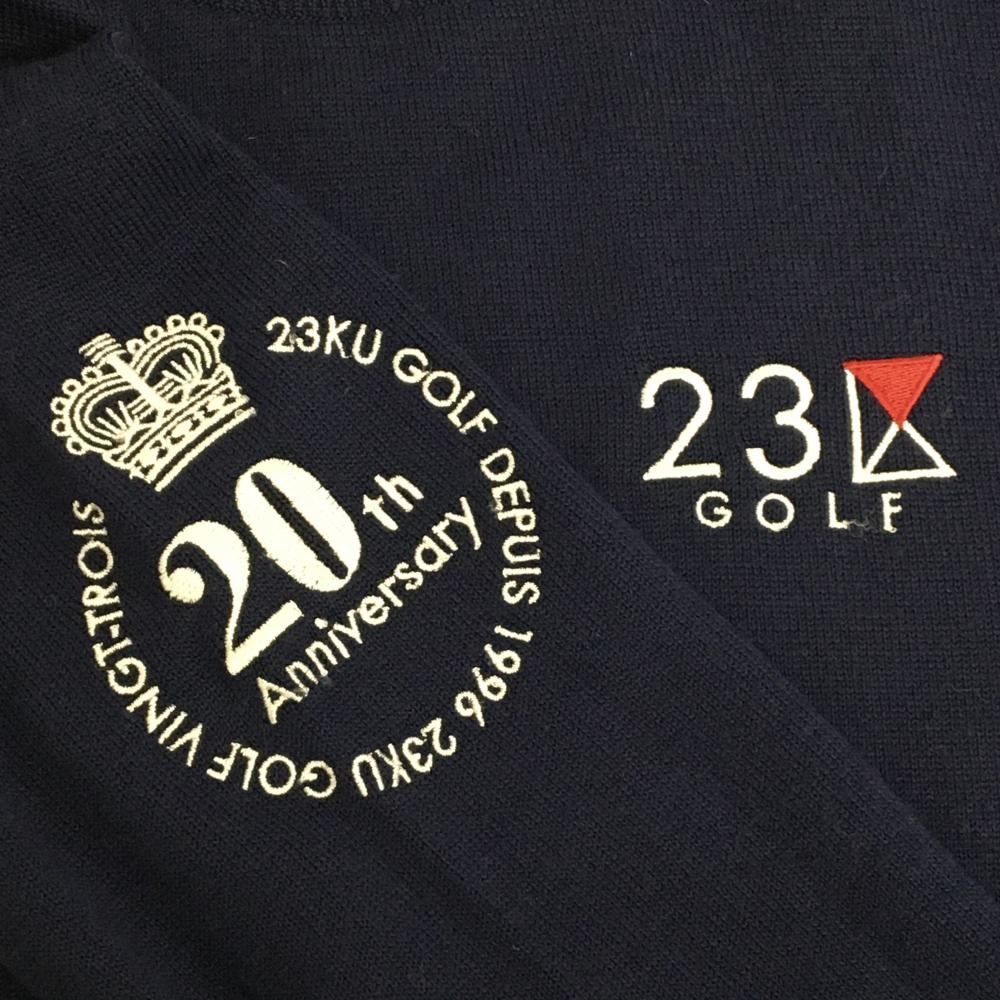 23KU GOLF DEPUIS 1996 23KU GOLF VINGT-TROIS
20th
Anniversary
23
GOLF